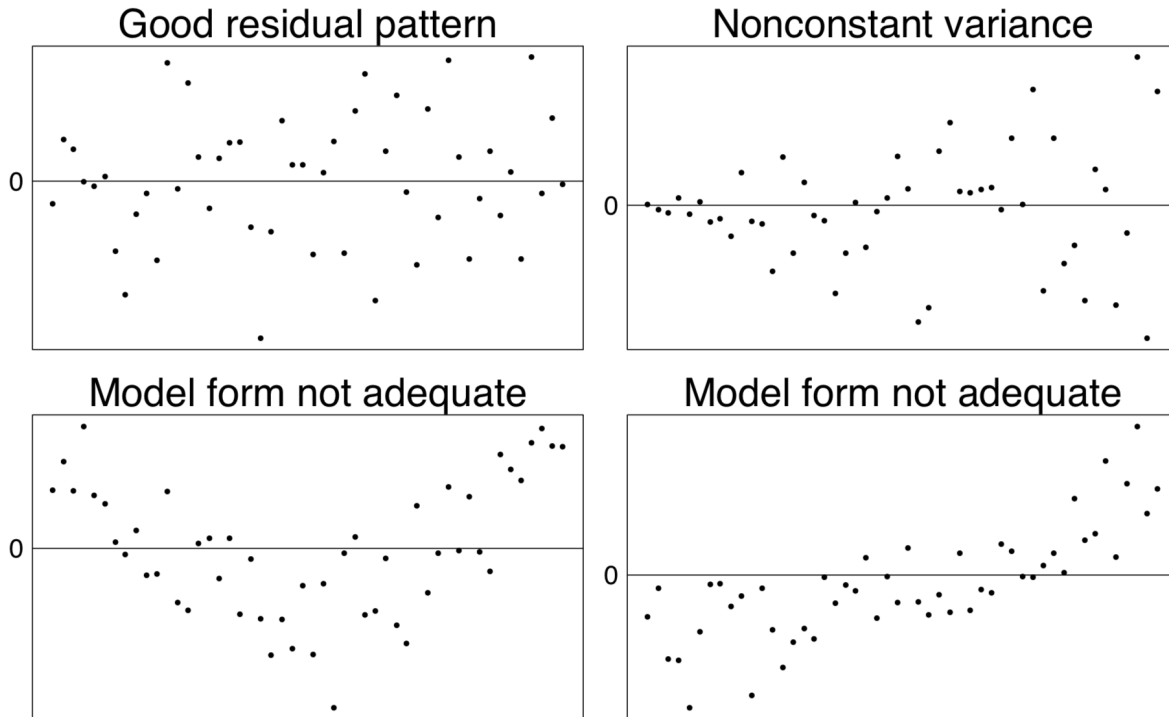 Good residual pattern
Nonconstant variance
0
0
Model form not adequate
Model form not adequate
0
0